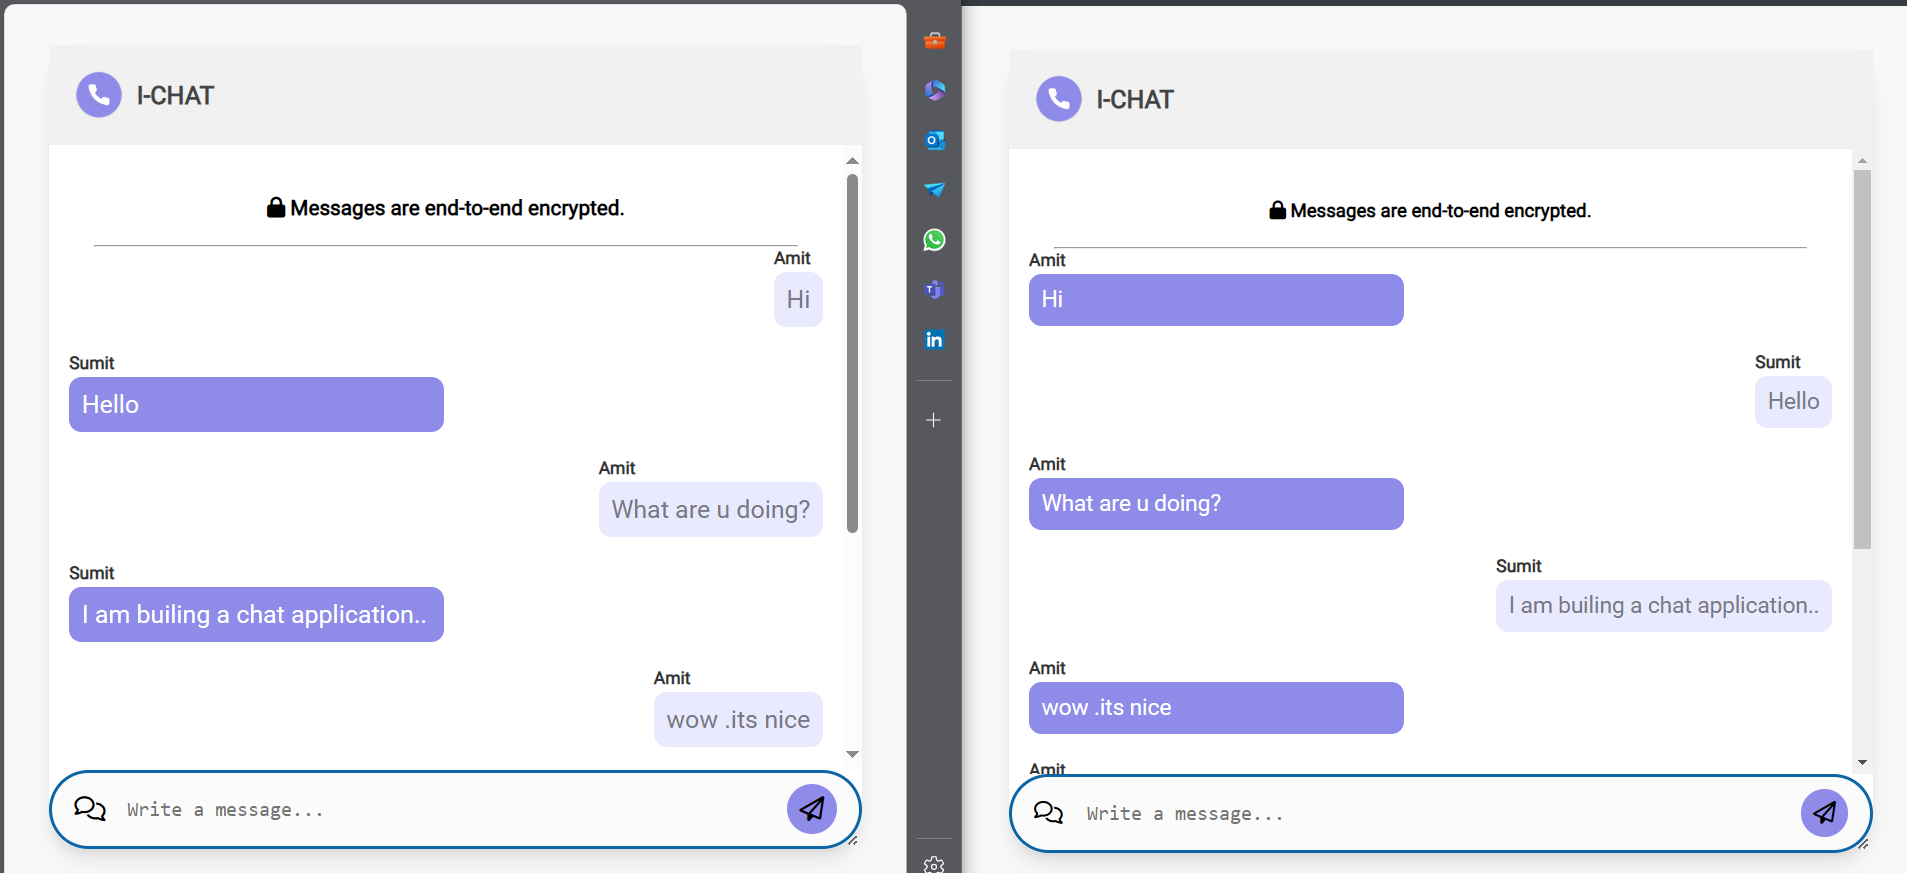 I-CHAT
Messages are end-to-end encrypted.
Amit
Hi
Sumit
Hello
Amit
What are u doing?
Sumit
I am builing a chat application..
Amit
wow .its nice
Write a message...
I-CHAT
Messages are end-to-end encrypted.
Amit
Hi
Sumit
Hello
Amit
What are u doing?
Sumit
I am builing a chat application..
Amit
wow .its nice
Amit
Write a message...